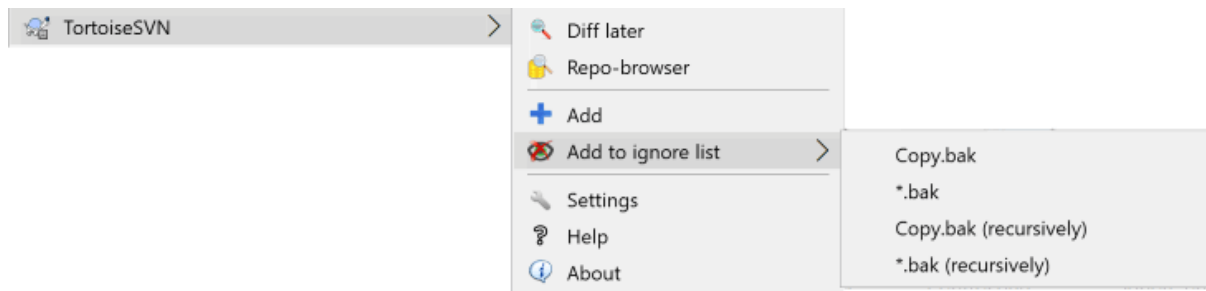 TortoiseSVN
Diff later
Repo-browser
Add
Add to ignore list
Copy.bak
*.bak
Copy.bak (recursively)
*.bak (recursively)
Settings
Help
About